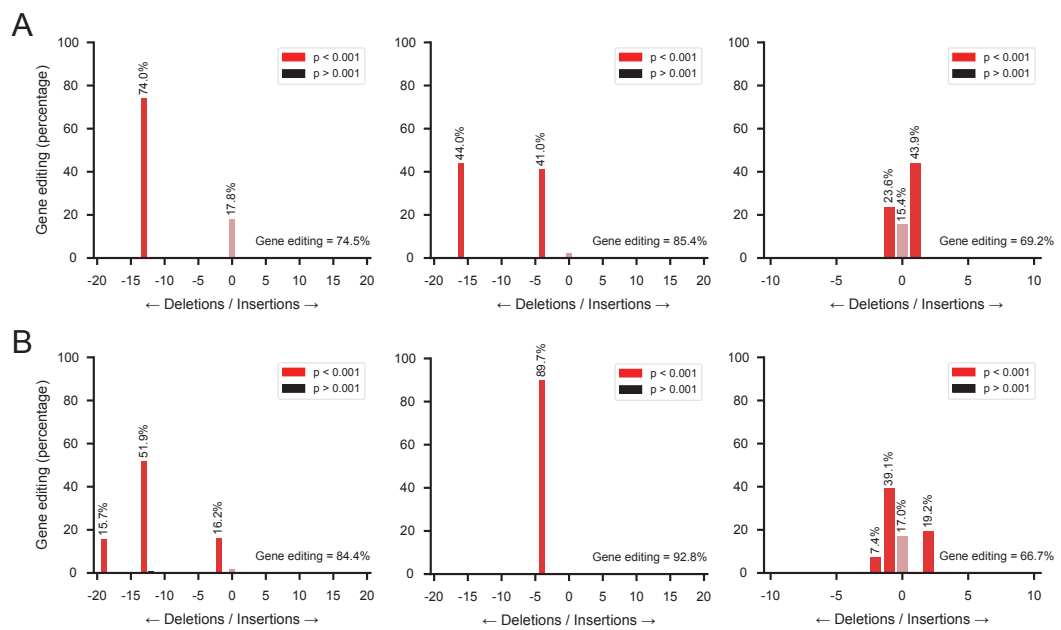 A
100
80
60
40
20
0
Gene editing (percentage)
74.0%
17.8%
p < 0.001
p > 0.001
Gene editing = 74.5%
-20 -15 -10 -5 0 5 10 15 20
← Deletions / Insertions →
100
80
60
40
20
0
44.0%
41.0%
p < 0.001
p > 0.001
Gene editing = 85.4%
-20 -15 -10 -5 0 5 10 15 20
← Deletions / Insertions →
100
80
60
40
20
0
23.6%
15.4%
43.9%
p < 0.001
p > 0.001
Gene editing = 69.2%
-10 -5 0 5 10
← Deletions / Insertions →
B
100
80
60
40
20
0
Gene editing (percentage)
15.7%
51.9%
16.2%
p < 0.001
p > 0.001
Gene editing = 84.4%
-20 -15 -10 -5 0 5 10 15 20
← Deletions / Insertions →
100
80
60
40
20
0
89.7%
p < 0.001
p > 0.001
Gene editing = 92.8%
-20 -15 -10 -5 0 5 10 15 20
← Deletions / Insertions →
100
80
60
40
20
0
7.4%
39.1%
17.0%
19.2%
p < 0.001
p > 0.001
Gene editing = 66.7%
-10 -5 0 5 10
← Deletions / Insertions →